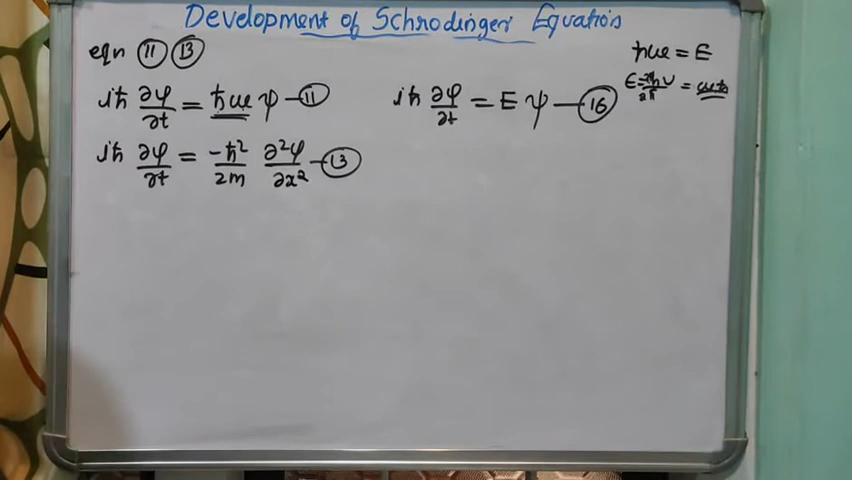 Development of Schrodinger Equation
eqn ⑪ ⑬
iħ ∂ψ/∂t = ħω ψ — ⑪
iħ ∂ψ/∂t = -ħ²/2m ∂²ψ/∂x² — ⑬
iħ ∂ψ/∂t = E ψ — ⑯
ħω = E